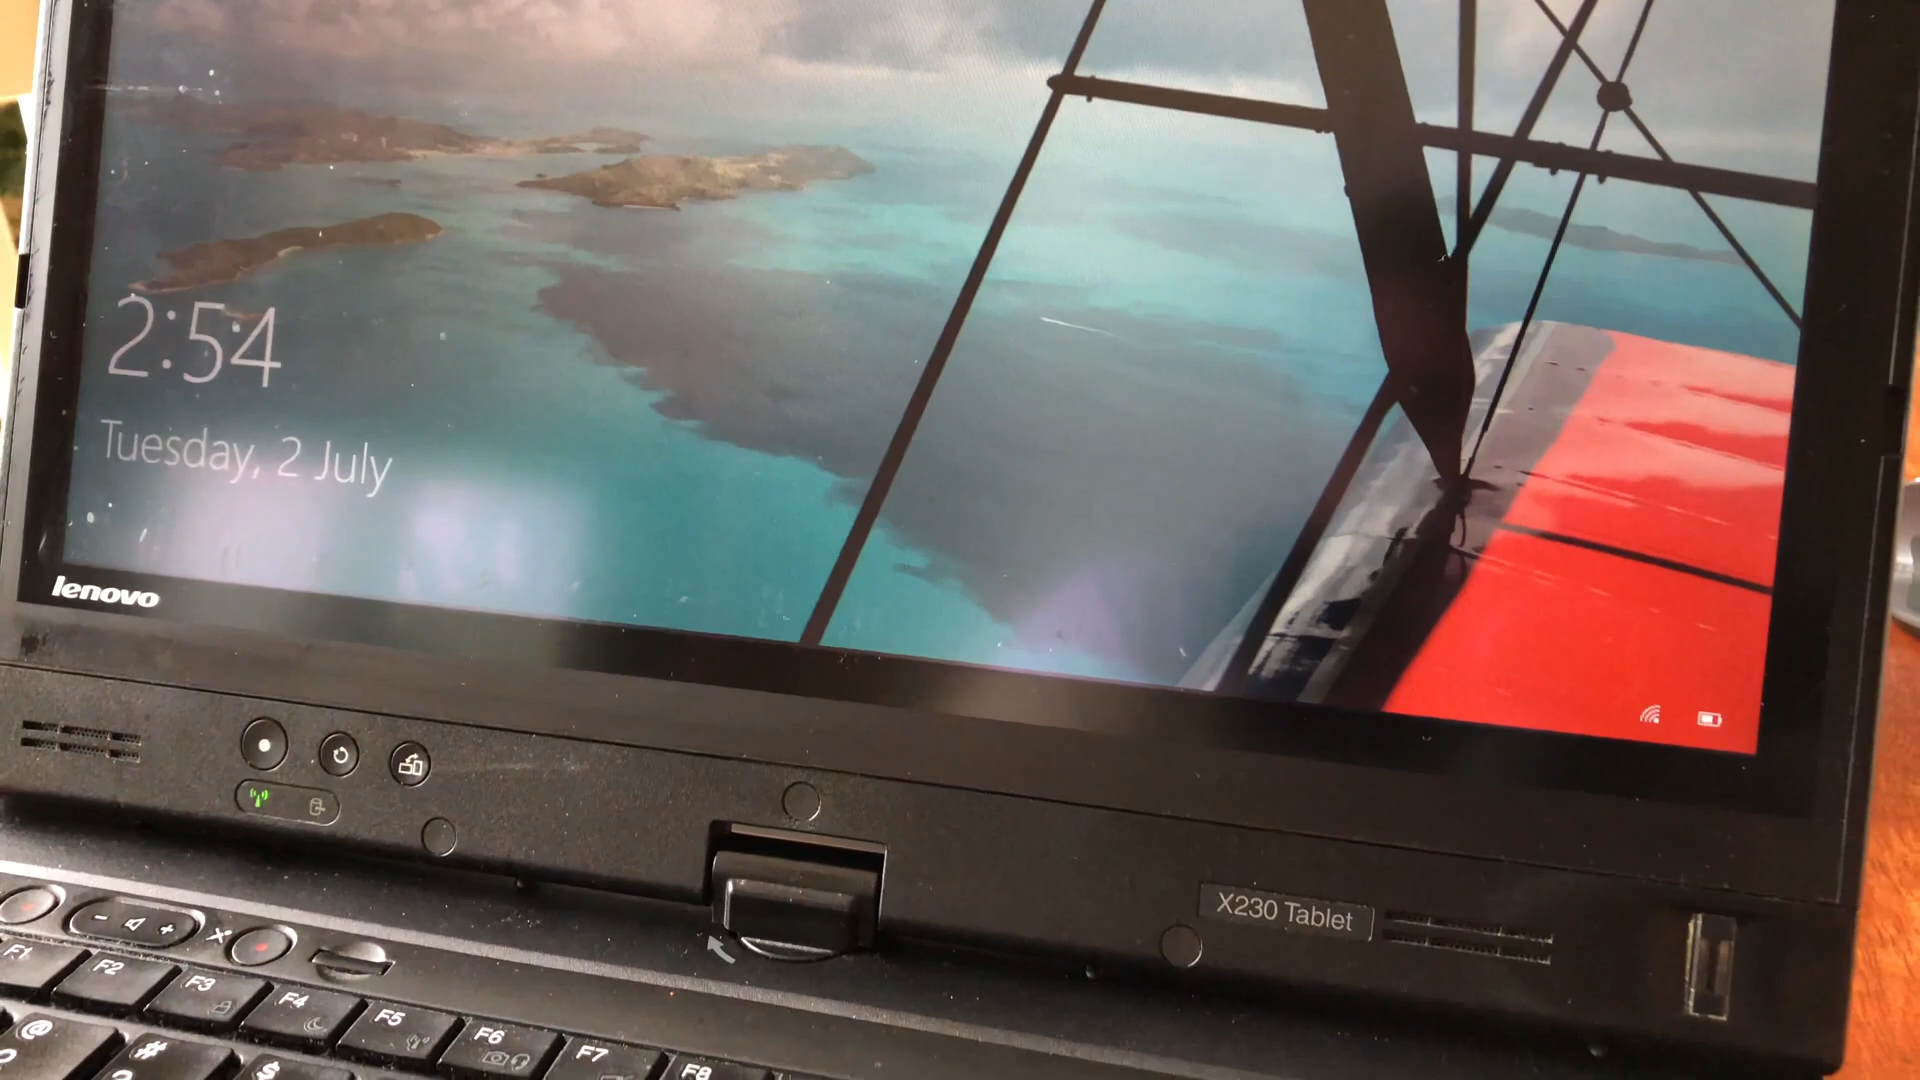 2:54
Tuesday, 2 July
lenovo
X230 Tablet
- +
F1 F2 F3 F4 F5 F6 F7 F8
@ # $